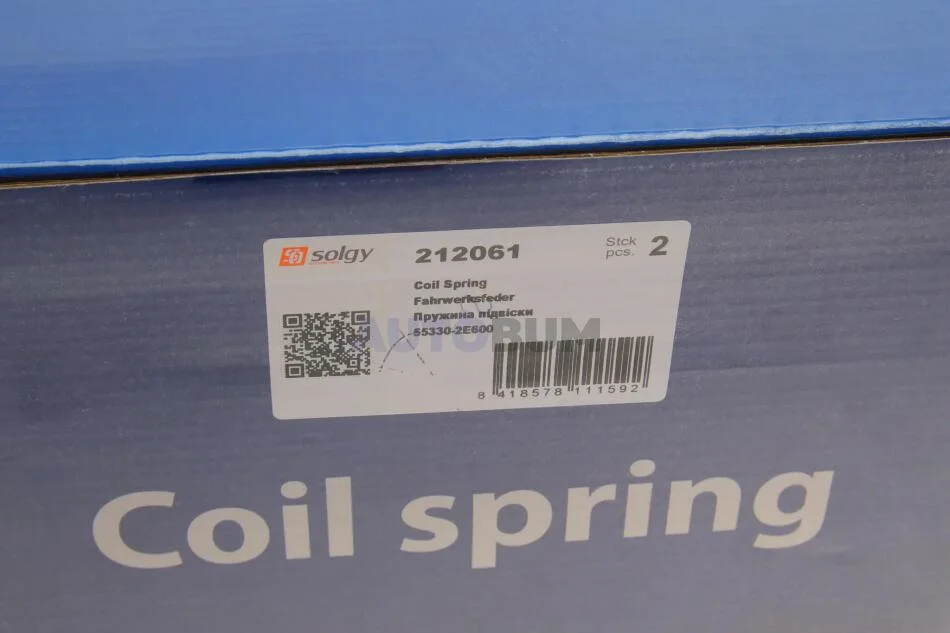 solgy
212061
Stck
pcs. 2
Coil Spring
Fahrwerksfeder
Пружина підвіски
55330-2E600
AUTOBUM
8 418578 111592
Coil spring